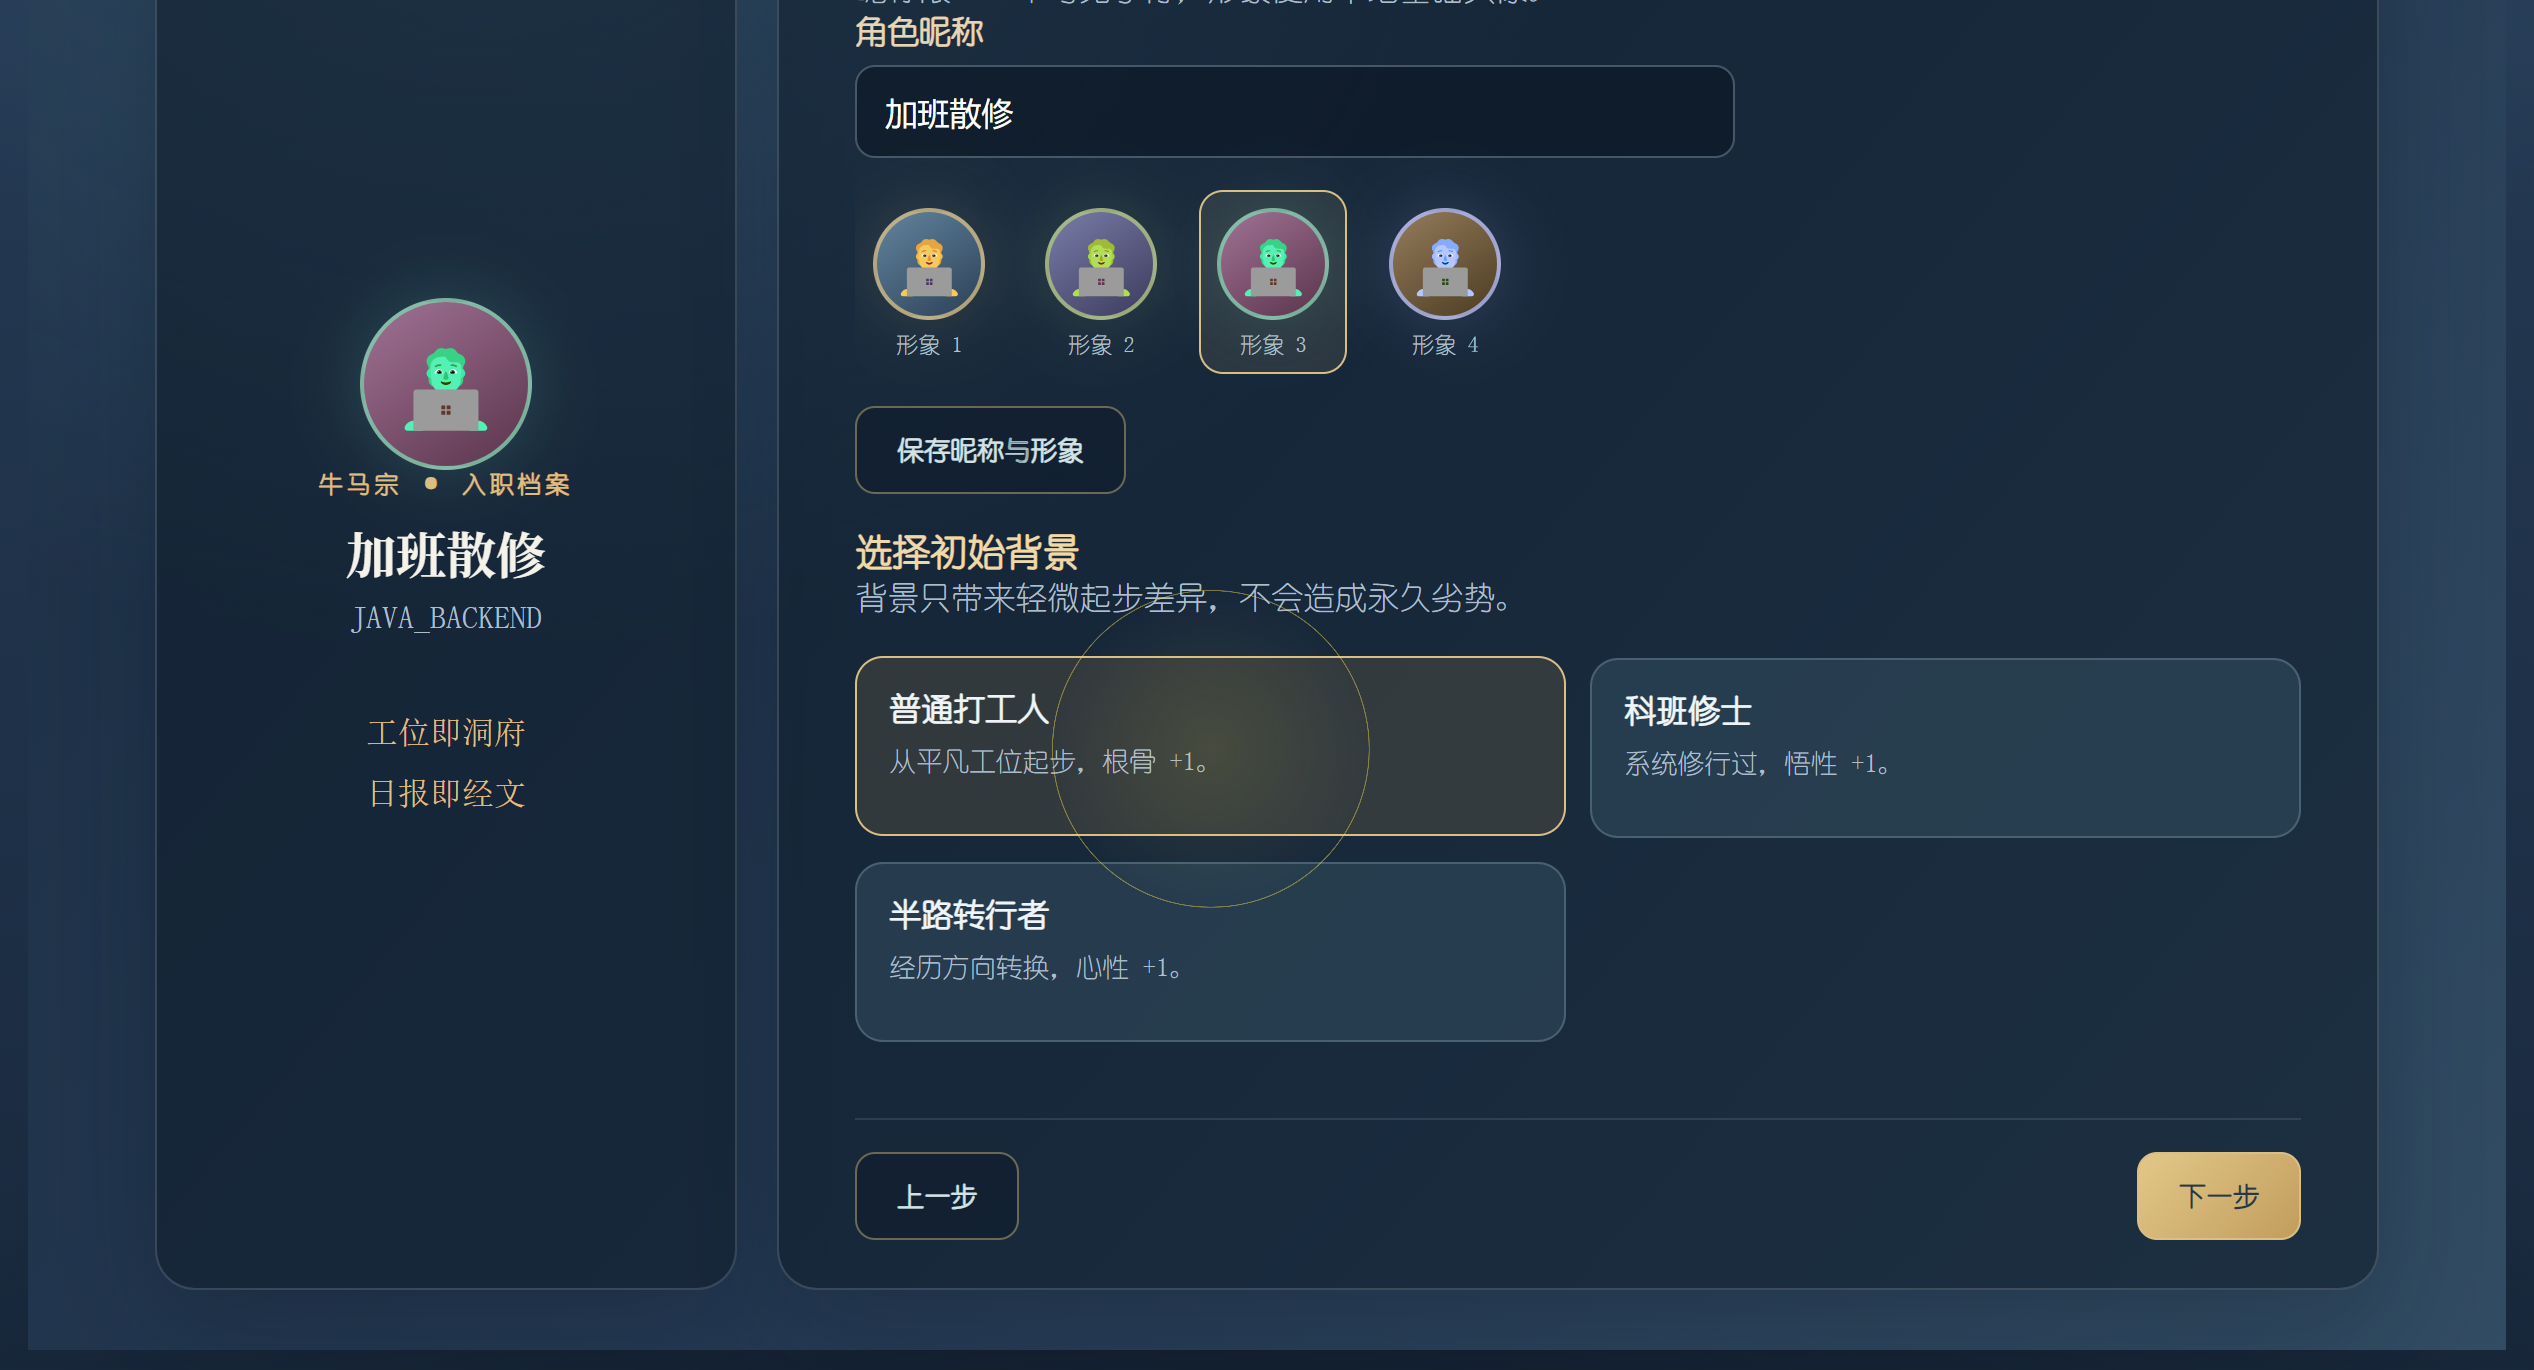 牛马宗 ● 入职档案
加班散修
JAVA_BACKEND
工位即洞府
日报即经文
角色昵称
加班散修
形象 1
形象 2
形象 3
形象 4
保存昵称与形象
选择初始背景
背景只带来轻微起步差异，不会造成永久劣势。
普通打工人
从平凡工位起步，根骨 +1。
科班修士
系统修行过，悟性 +1。
半路转行者
经历方向转换，心性 +1。
上一步
下一步